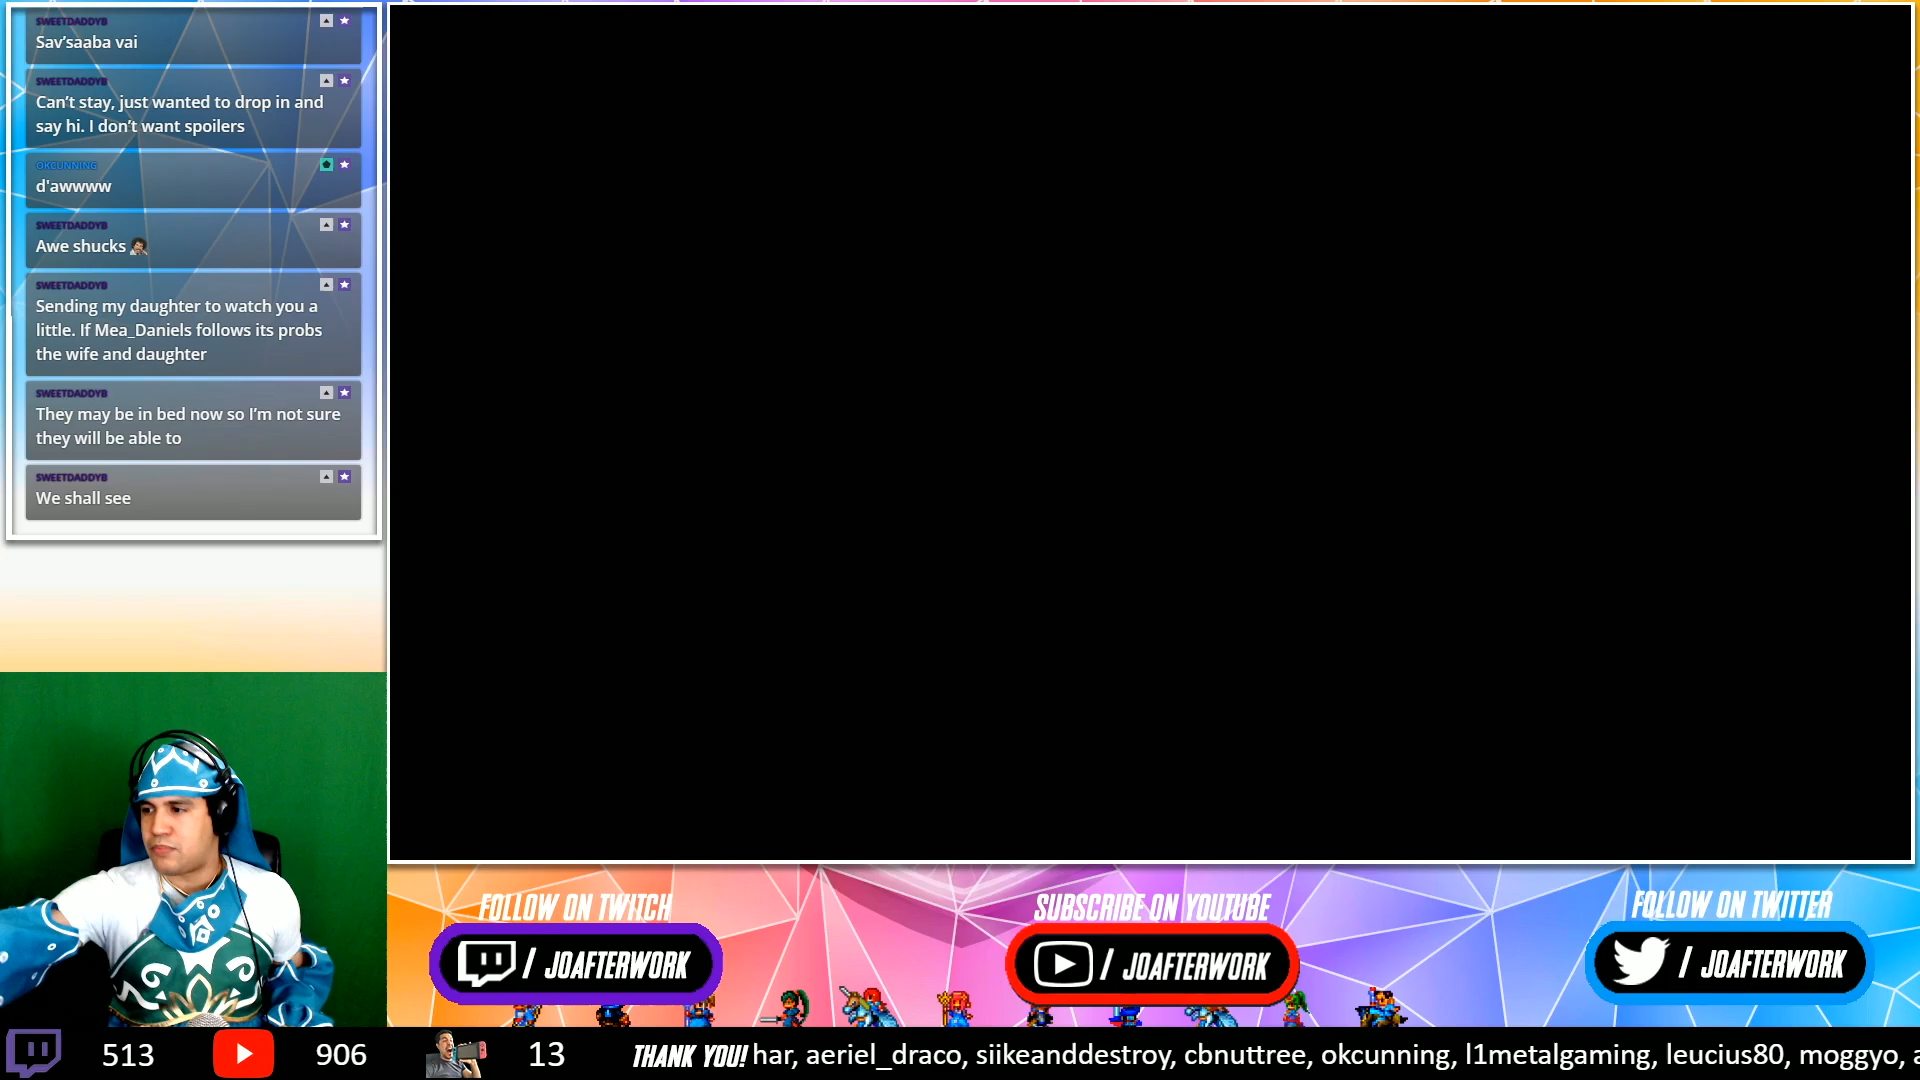 SWEETDADDYB
Sav'saaba vai
SWEETDADDYB
Can't stay, just wanted to drop in and
say hi. I don't want spoilers
OKCUNNING
d'awwww
SWEETDADDYB
Awe shucks
SWEETDADDYB
Sending my daughter to watch you a
little. If Mea_Daniels follows its probs
the wife and daughter
SWEETDADDYB
They may be in bed now so I'm not sure
they will be able to
SWEETDADDYB
We shall see
FOLLOW ON TWITCH
/ JOAFTERWORK
SUBSCRIBE ON YOUTUBE
/ JOAFTERWORK
FOLLOW ON TWITTER
/ JOAFTERWORK
513 906 13 THANK YOU! har, aeriel_draco, siikeanddestroy, cbnuttree, okcunning, l1metalgaming, leucius80, moggyo, a